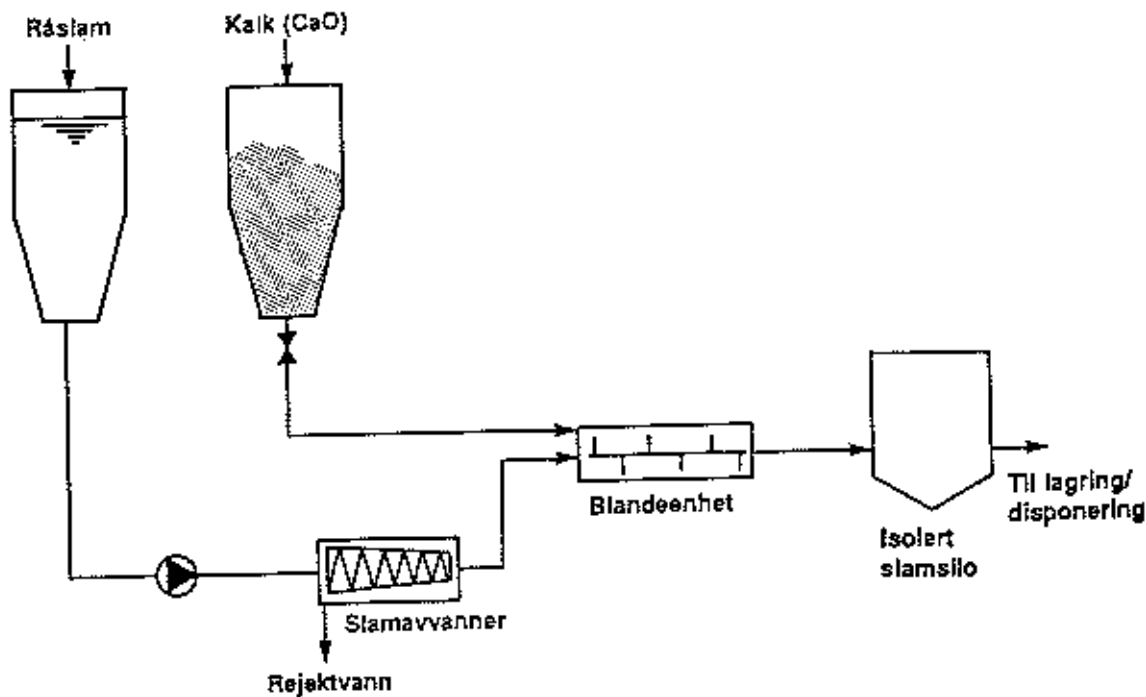 Råslam
Kalk (CaO)
Blandeenhet
Til lagring/
disponering
Isolert
slamsilo
Slamavvanner
Rejektvann